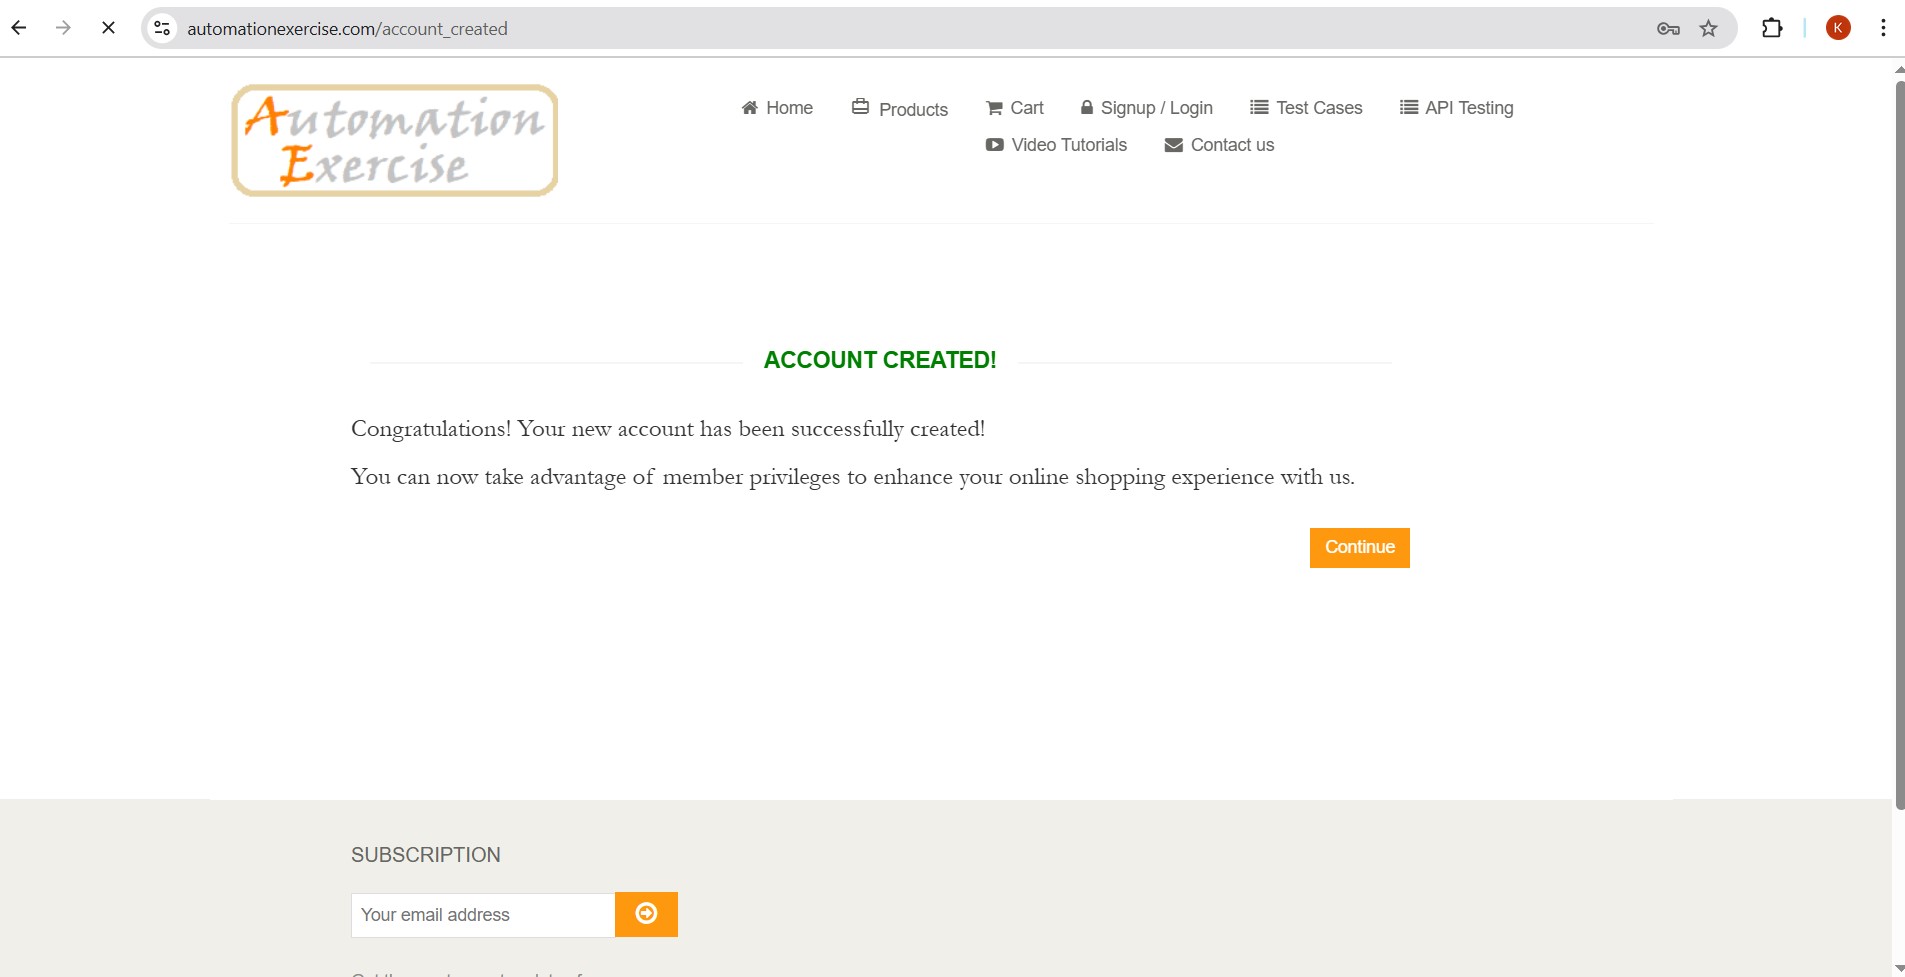 automationexercise.com/account_created
K
Automation
Exercise
Home Products Cart Signup / Login Test Cases API Testing
Video Tutorials Contact us
ACCOUNT CREATED!
Congratulations! Your new account has been successfully created!
You can now take advantage of member privileges to enhance your online shopping experience with us.
Continue
SUBSCRIPTION
Your email address